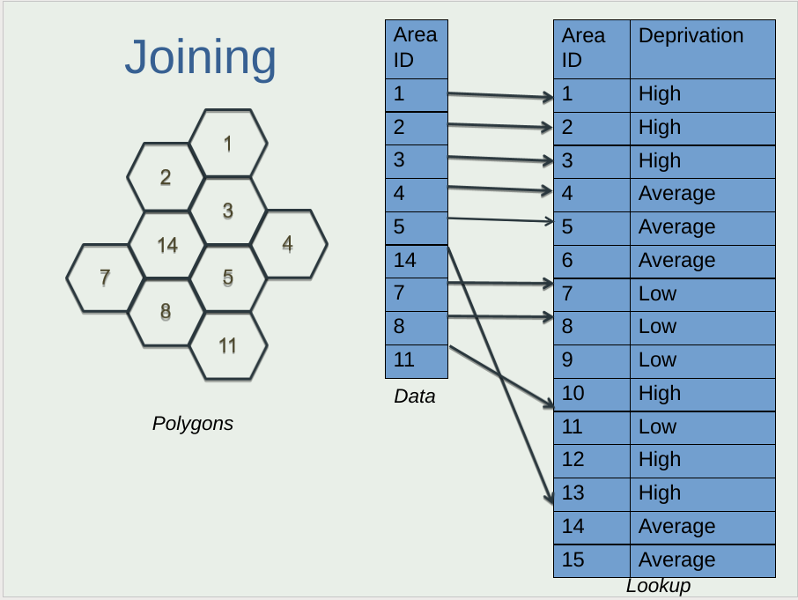 Joining
1
2
3
14
4
7
5
8
11
Polygons
Area
ID
1
2
3
4
5
14
7
8
11
Data
Area
ID
Deprivation
1 High
2 High
3 High
4 Average
5 Average
6 Average
7 Low
8 Low
9 Low
10 High
11 Low
12 High
13 High
14 Average
15 Average
Lookup